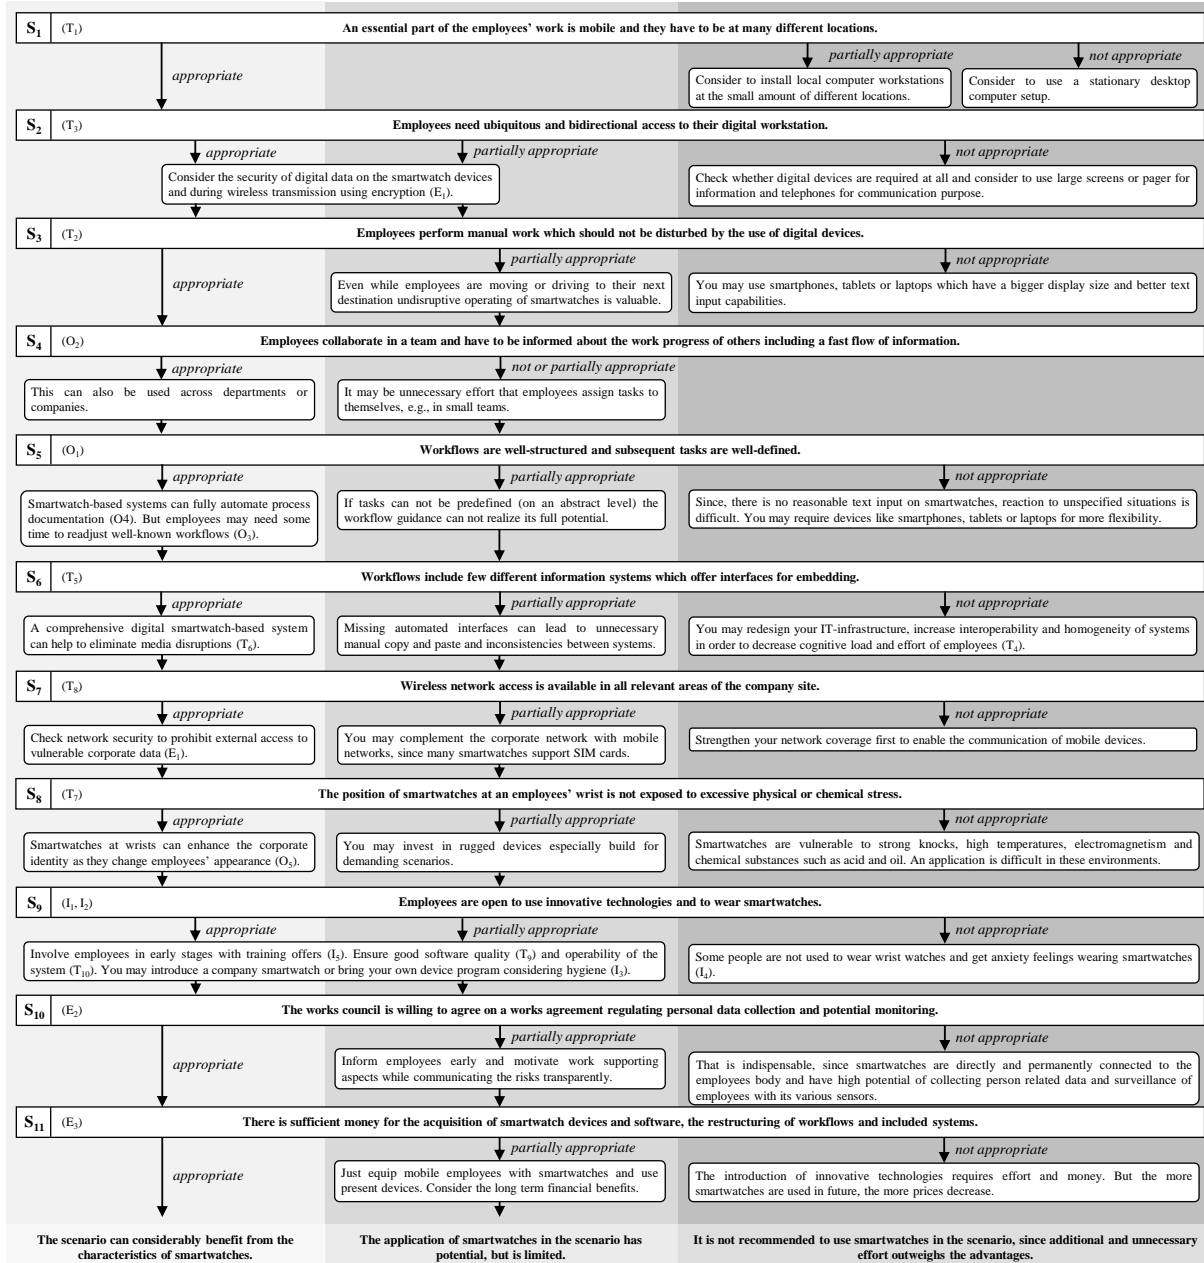 S1 (T1) An essential part of the employees' work is mobile and they have to be at many different locations.
appropriate
partially appropriate
not appropriate
Consider to install local computer workstations
at the small amount of different locations.
Consider to use a stationary desktop
computer setup.
S2 (T3) Employees need ubiquitous and bidirectional access to their digital workstation.
appropriate
partially appropriate
not appropriate
Consider the security of digital data on the smartwatch devices
and during wireless transmission using encryption (E1).
Check whether digital devices are required at all and consider to use large screens or pager for
information and telephones for communication purpose.
S3 (T2) Employees perform manual work which should not be disturbed by the use of digital devices.
appropriate
partially appropriate
not appropriate
Even while employees are moving or driving to their next
destination undisruptive operating of smartwatches is valuable.
You may use smartphones, tablets or laptops which have a bigger display size and better text
input capabilities.
S4 (O2) Employees collaborate in a team and have to be informed about the work progress of others including a fast flow of information.
appropriate
not or partially appropriate
This can also be used across departments or
companies.
It may be unnecessary effort that employees assign tasks to
themselves, e.g., in small teams.
S5 (O1) Workflows are well-structured and subsequent tasks are well-defined.
appropriate
partially appropriate
not appropriate
Smartwatch-based systems can fully automate process
documentation (O4). But employees may need some
time to readjust well-known workflows (O3).
If tasks can not be predefined (on an abstract level) the
workflow guidance can not realize its full potential.
Since, there is no reasonable text input on smartwatches, reaction to unspecified situations is
difficult. You may require devices like smartphones, tablets or laptops for more flexibility.
S6 (T5) Workflows include few different information systems which offer interfaces for embedding.
appropriate
partially appropriate
not appropriate
A comprehensive digital smartwatch-based system
can help to eliminate media disruptions (T6).
Missing automated interfaces can lead to unnecessary
manual copy and paste and inconsistencies between systems.
You may redesign your IT-infrastructure, increase interoperability and homogeneity of systems
in order to decrease cognitive load and effort of employees (T4).
S7 (T8) Wireless network access is available in all relevant areas of the company site.
appropriate
partially appropriate
not appropriate
Check network security to prohibit external access to
vulnerable corporate data (E1).
You may complement the corporate network with mobile
networks, since many smartwatches support SIM cards.
Strengthen your network coverage first to enable the communication of mobile devices.
S8 (T7) The position of smartwatches at an employees' wrist is not exposed to excessive physical or chemical stress.
appropriate
partially appropriate
not appropriate
Smartwatches at wrists can enhance the corporate
identity as they change employees' appearance (O5).
You may invest in rugged devices especially build for
demanding scenarios.
Smartwatches are vulnerable to strong knocks, high temperatures, electromagnetism and
chemical substances such as acid and oil. An application is difficult in these environments.
S9 (I1, I2) Employees are open to use innovative technologies and to wear smartwatches.
appropriate
partially appropriate
not appropriate
Involve employees in early stages with training offers (I5). Ensure good software quality (T9) and operability of the
system (T10). You may introduce a company smartwatch or bring your own device program considering hygiene (I3).
Some people are not used to wear wrist watches and get anxiety feelings wearing smartwatches
(I4).
S10 (E2) The works council is willing to agree on a works agreement regulating personal data collection and potential monitoring.
appropriate
partially appropriate
not appropriate
Inform employees early and motivate work supporting
aspects while communicating the risks transparently.
That is indispensable, since smartwatches are directly and permanently connected to the
employees body and have high potential of collecting person related data and surveillance of
employees with its various sensors.
S11 (E3) There is sufficient money for the acquisition of smartwatch devices and software, the restructuring of workflows and included systems.
appropriate
partially appropriate
not appropriate
Just equip mobile employees with smartwatches and use
present devices. Consider the long term financial benefits.
The introduction of innovative technologies requires effort and money. But the more
smartwatches are used in future, the more prices decrease.
The scenario can considerably benefit from the
characteristics of smartwatches.
The application of smartwatches in the scenario has
potential, but is limited.
It is not recommended to use smartwatches in the scenario, since additional and unnecessary
effort outweighs the advantages.